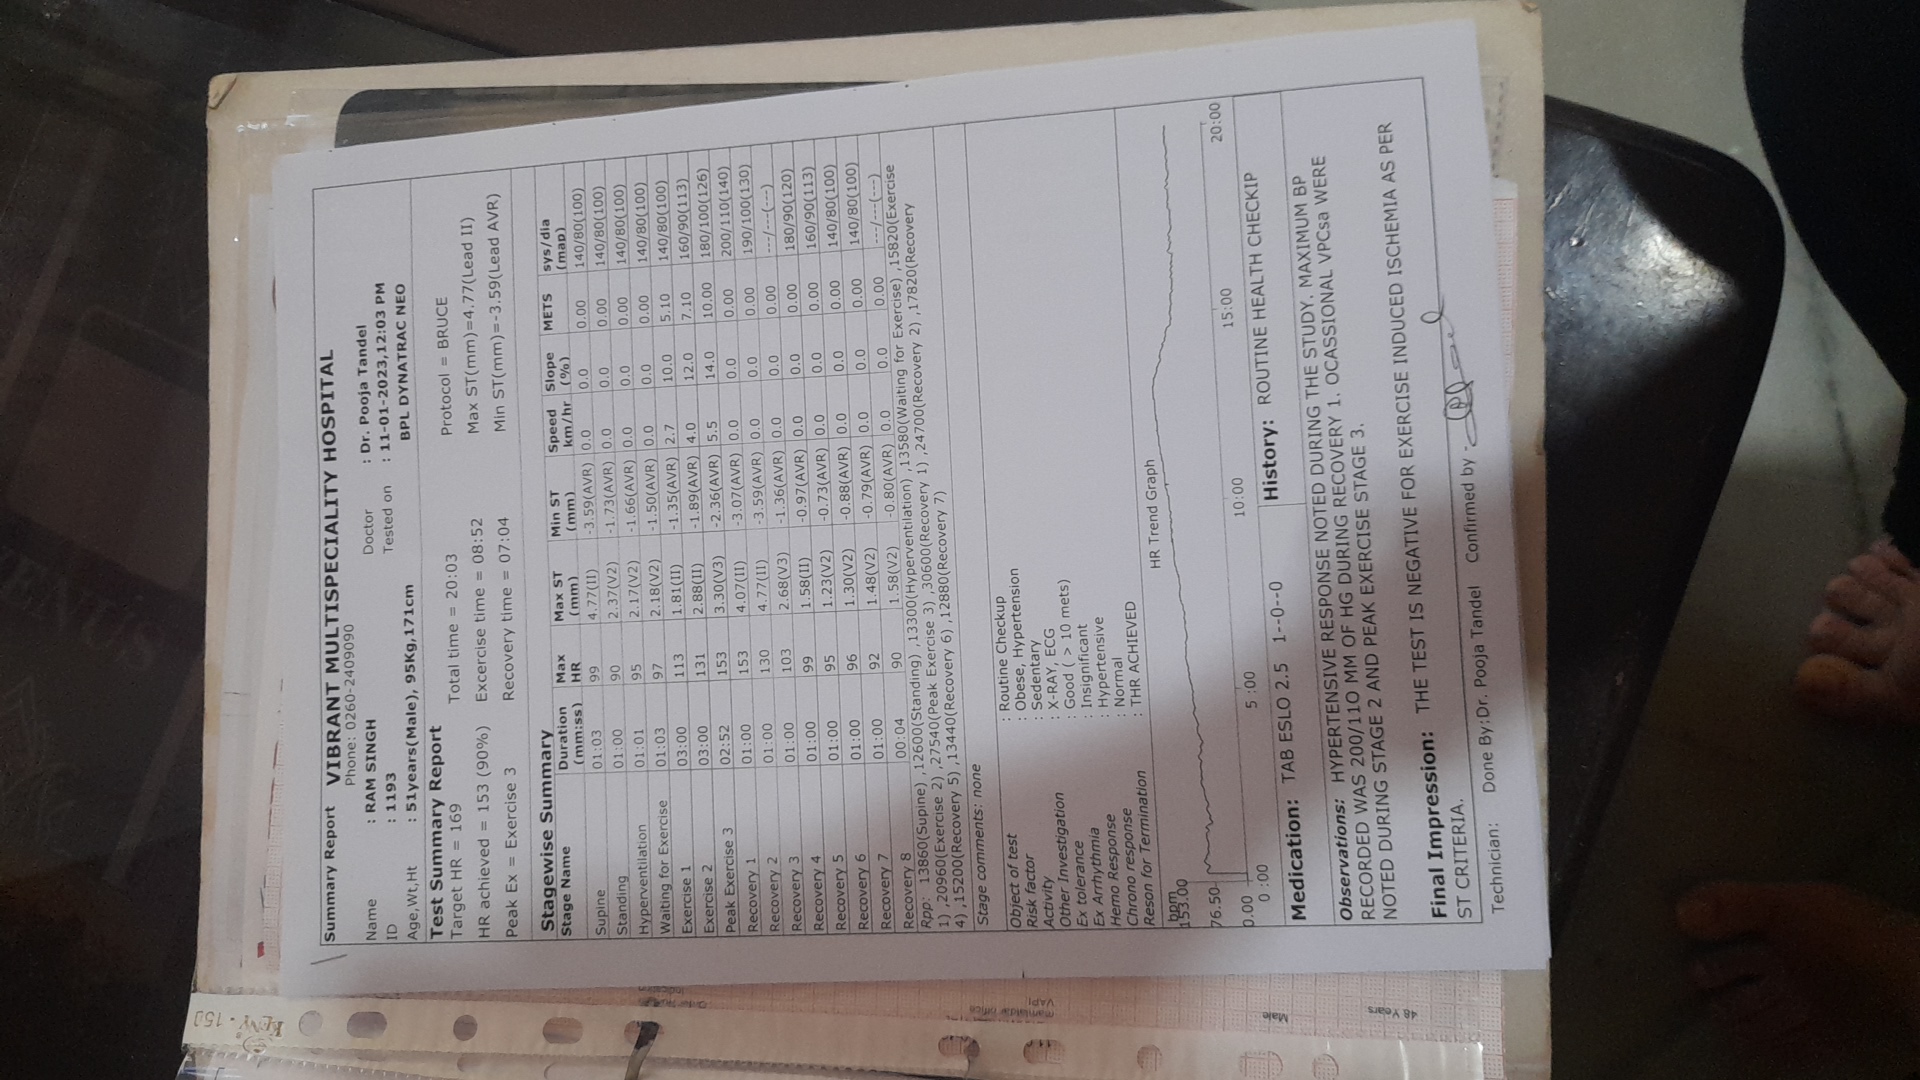 KENY - 150
Summary Report VIBRANT MULTISPECIALITY HOSPITAL
Phone: 0260-2409090
Name : RAM SINGH Doctor : Dr. Pooja Tandel
ID : 1193 Tested on : 11-01-2023,12:03 PM
Age,Wt,Ht : 51years(Male), 95Kg,171cm BPL DYNATRAC NEO
Test Summary Report
Target HR = 169 Total time = 20:03 Protocol = BRUCE
HR achieved = 153 (90%) Excercise time = 08:52 Max ST(mm)=4.77(Lead II)
Peak Ex = Exercise 3 Recovery time = 07:04 Min ST(mm)=-3.59(Lead AVR)
Stagewise Summary
Stage Name Duration (mm:ss) Max HR Max ST (mm) Min ST (mm) Speed km/hr Slope (%) METS sys/dia (map)
Supine 01:03 99 4.77(II) -3.59(AVR) 0.0 0.0 0.00 140/80(100)
Standing 01:00 90 2.37(V2) -1.73(AVR) 0.0 0.0 0.00 140/80(100)
Hyperventilation 01:01 95 2.17(V2) -1.66(AVR) 0.0 0.0 0.00 140/80(100)
Waiting for Exercise 01:03 97 2.18(V2) -1.50(AVR) 0.0 0.0 0.00 140/80(100)
Exercise 1 03:00 113 1.81(II) -1.35(AVR) 2.7 10.0 5.10 140/80(100)
Exercise 2 03:00 131 2.88(II) -1.89(AVR) 4.0 12.0 7.10 160/90(113)
Peak Exercise 3 02:52 153 3.30(V3) -2.36(AVR) 5.5 14.0 10.00 180/100(126)
Recovery 1 01:00 153 4.07(II) -3.07(AVR) 0.0 0.0 0.00 200/110(140)
Recovery 2 01:00 130 4.77(II) -3.59(AVR) 0.0 0.0 0.00 190/100(130)
Recovery 3 01:00 103 2.68(V3) -1.36(AVR) 0.0 0.0 0.00 ---/---(---)
Recovery 4 01:00 99 1.58(II) -0.97(AVR) 0.0 0.0 0.00 180/90(120)
Recovery 5 01:00 95 1.23(V2) -0.73(AVR) 0.0 0.0 0.00 160/90(113)
Recovery 6 01:00 96 1.30(V2) -0.88(AVR) 0.0 0.0 0.00 140/80(100)
Recovery 7 01:00 92 1.48(V2) -0.79(AVR) 0.0 0.0 0.00 140/80(100)
Recovery 8 00:04 90 1.58(V2) -0.80(AVR) 0.0 0.0 0.00 ---/---(---)
Rpp: 13860(Supine) ,12600(Standing) ,13300(Hyperventilation) ,13580(Waiting for Exercise) ,15820(Exercise
1) ,20960(Exercise 2) ,27540(Peak Exercise 3) ,30600(Recovery 1) ,24700(Recovery 2) ,17820(Recovery
4) ,15200(Recovery 5) ,13440(Recovery 6) ,12880(Recovery 7)
Stage comments: none
Object of test : Routine Checkup
Risk factor : Obese, Hypertension
Activity : Sedentary
Other Investigation : X-RAY, ECG
Ex tolerance : Good ( > 10 mets)
Ex Arrhythmia : Insignificant
Hemo Response : Hypertensive
Chrono response : Normal
Reson for Termination : THR ACHIEVED
HR Trend Graph
bpm
153.00
76.50
0.00
0 :00 5 :00 10:00 15:00 20:00
Medication: TAB ESLO 2.5 1--0--0 History: ROUTINE HEALTH CHECKIP
Observations: HYPERTENSIVE RESPONSE NOTED DURING THE STUDY. MAXIMUM BP
RECORDED WAS 200/110 MM OF HG DURING RECOVERY 1. OCASSIONAL VPCsa WERE
NOTED DURING STAGE 2 AND PEAK EXERCISE STAGE 3.
Final Impression: THE TEST IS NEGATIVE FOR EXERCISE INDUCED ISCHEMIA AS PER
ST CRITERIA.
Technician: Done By:Dr. Pooja Tandel Confirmed by -
mamlatdar office
VAPI
Male
48 Years